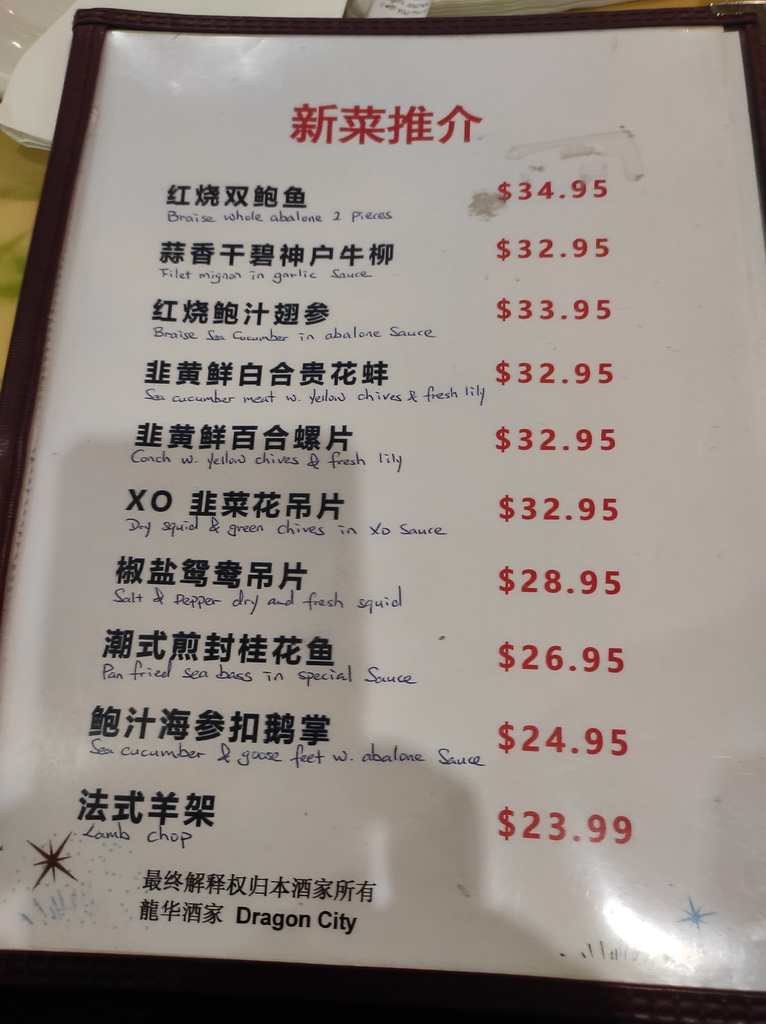 新菜推介
红烧双鲍鱼 $34.95
Braise whole abalone 2 pieces
蒜香干碧神户牛柳 $32.95
Filet mignon in garlic Sauce
红烧鲍汁翅参 $33.95
Braise Sea Cucumber in abalone Sauce
韭黄鲜白合贵花蚌 $32.95
Sea cucumber meat w. yellow chives & fresh lily
韭黄鲜百合螺片 $32.95
Conch w. yellow chives & fresh lily
XO 韭菜花吊片 $32.95
Dry squid & green chives in XO Sauce
椒盐鸳鸯吊片 $28.95
Salt & pepper dry and fresh squid
潮式煎封桂花鱼 $26.95
Pan fried sea bass in special Sauce
鲍汁海参扣鹅掌 $24.95
Sea cucumber & goose feet w. abalone Sauce
法式羊架 $23.99
Lamb chop
最终解释权归本酒家所有
龍华酒家 Dragon City